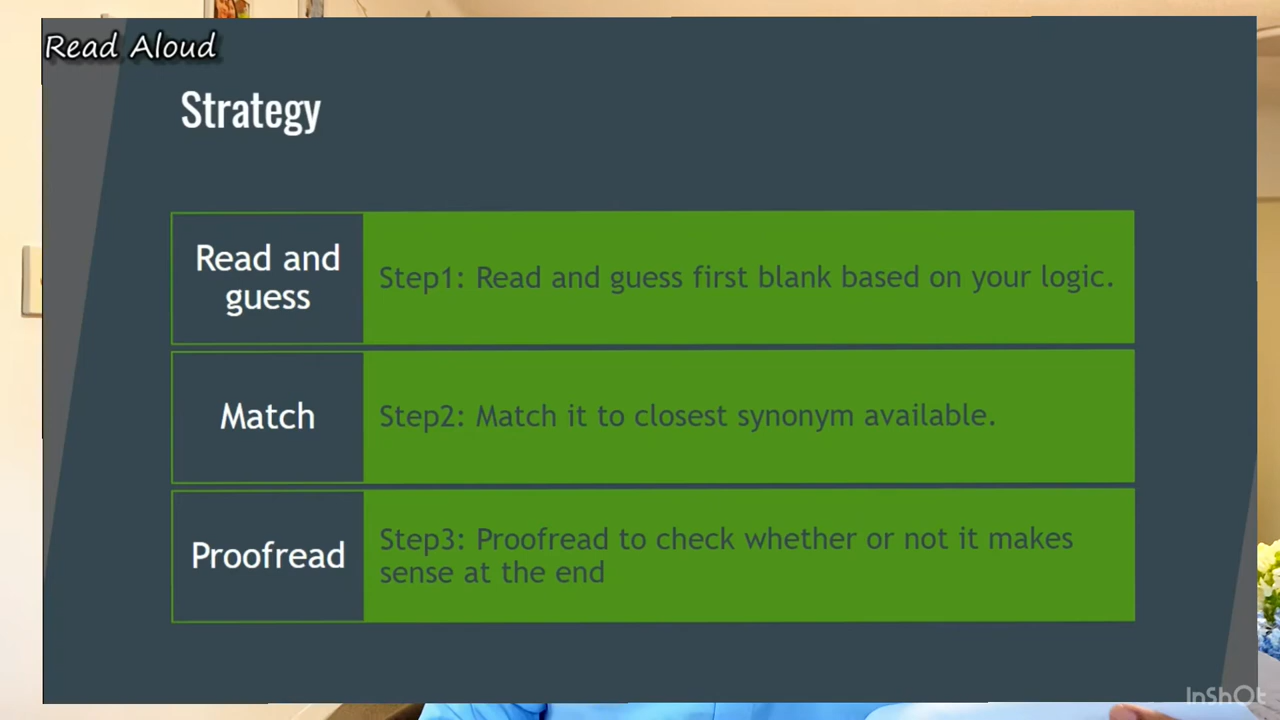 Read Aloud
Strategy
Read and
guess
Step1: Read and guess first blank based on your logic.
Match
Step2: Match it to closest synonym available.
Proofread
Step3: Proofread to check whether or not it makes
sense at the end
InShOt